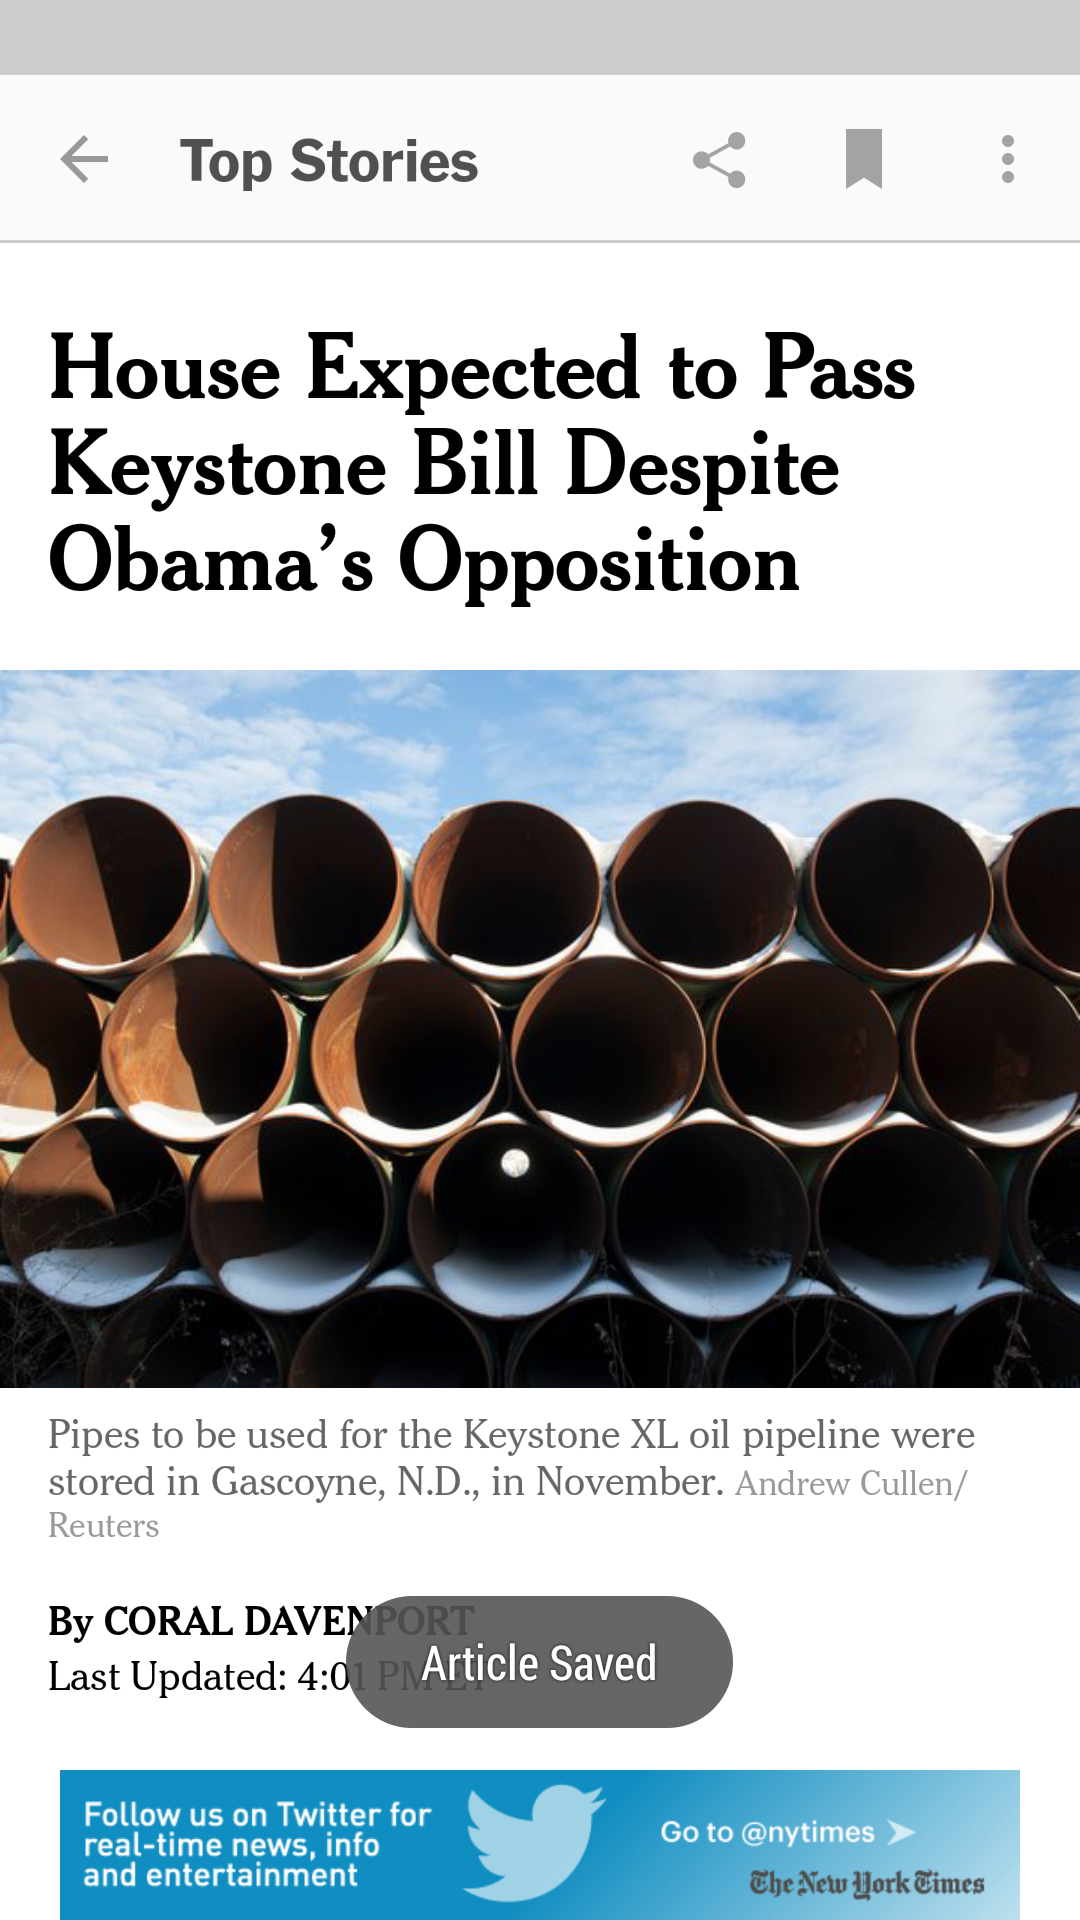 Top Stories
House Expected to Pass
Keystone Bill Despite
Obama’s Opposition
Pipes to be used for the Keystone XL oil pipeline were
stored in Gascoyne, N.D., in November. Andrew Cullen/
Reuters
By CORAL DAVENPORT
Last Updated: 4:01 PM ET
Article Saved
Follow us on Twitter for
real-time news, info
and entertainment
Go to @nytimes
The New York Times